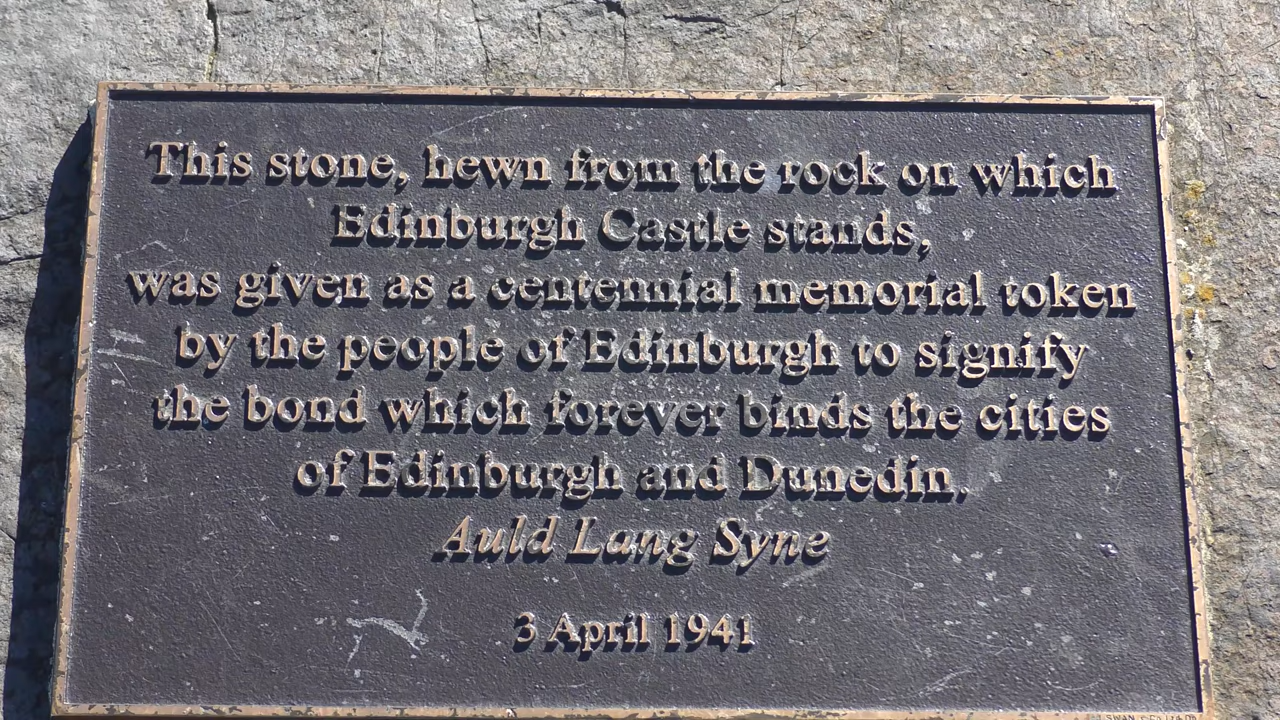 This stone, hewn from the rock on which
Edinburgh Castle stands,
was given as a centennial memorial token
by the people of Edinburgh to signify
the bond which forever binds the cities
of Edinburgh and Dunedin.
Auld Lang Syne
3 April 1941
SWAN